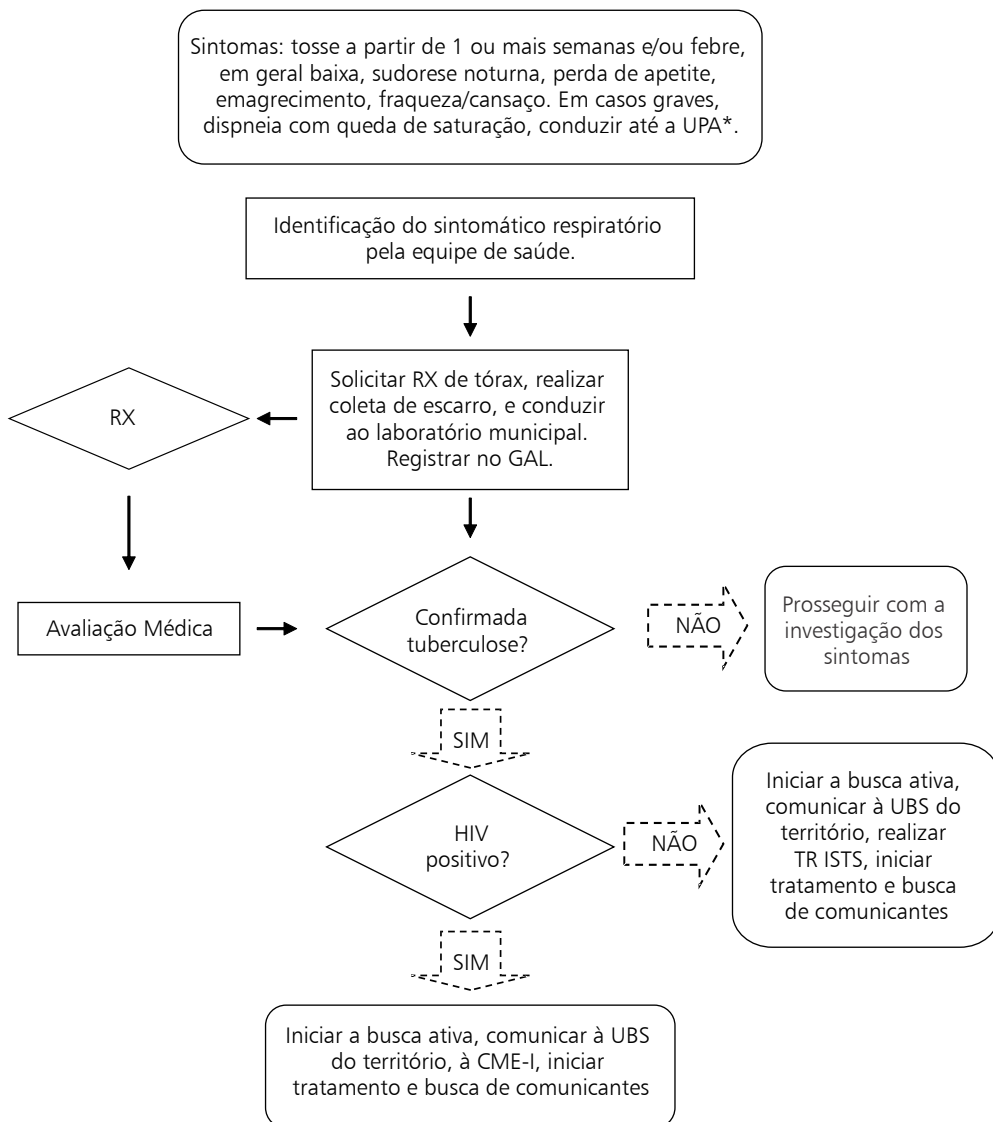 Sintomas: tosse a partir de 1 ou mais semanas e/ou febre,
em geral baixa, sudorese noturna, perda de apetite,
emagrecimento, fraqueza/cansaço. Em casos graves,
dispneia com queda de saturação, conduzir até a UPA*.
Identificação do sintomático respiratório
pela equipe de saúde.
Solicitar RX de tórax, realizar
coleta de escarro, e conduzir
ao laboratório municipal.
Registrar no GAL.
RX
Avaliação Médica
Confirmada
tuberculose?
NÃO
Prosseguir com a
investigação dos
sintomas
SIM
HIV
positivo?
NÃO
Iniciar a busca ativa,
comunicar à UBS do
território, realizar
TR ISTS, iniciar
tratamento e busca
de comunicantes
SIM
Iniciar a busca ativa, comunicar à UBS
do território, à CME-I, iniciar
tratamento e busca de comunicantes